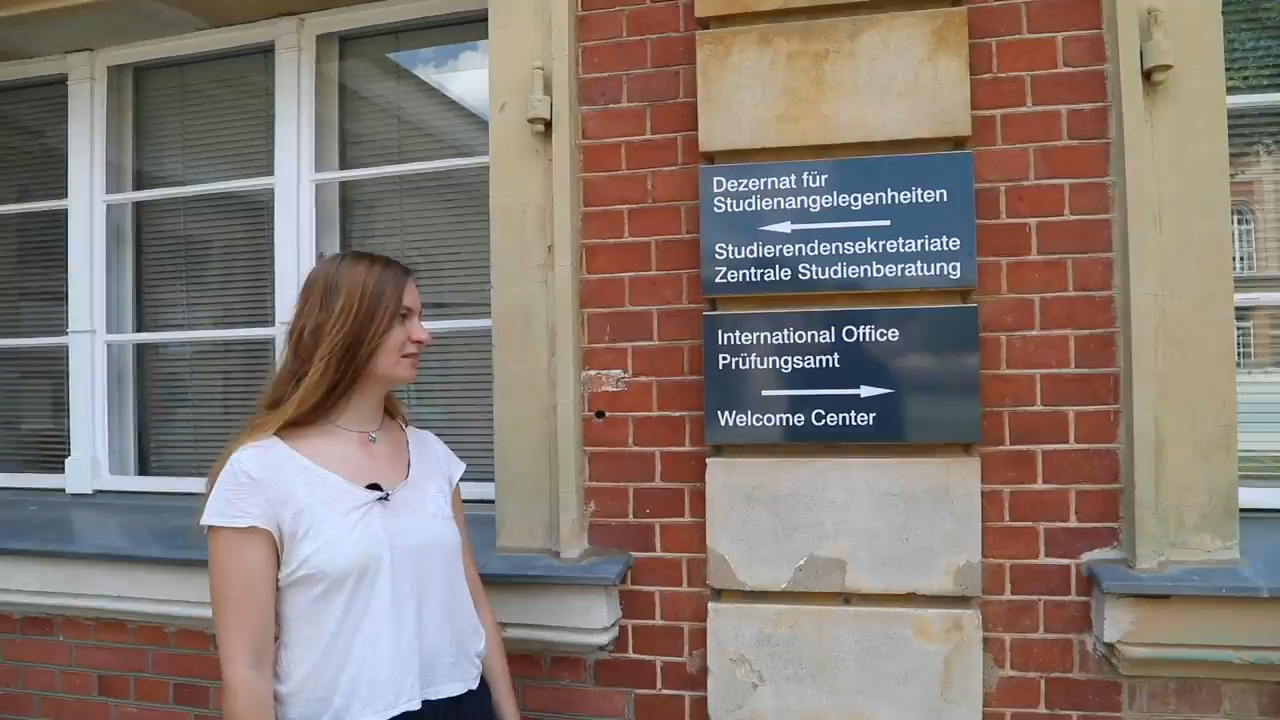 Dezernat für
Studienangelegenheiten
Studierendensekretariate
Zentrale Studienberatung
International Office
Prüfungsamt
Welcome Center